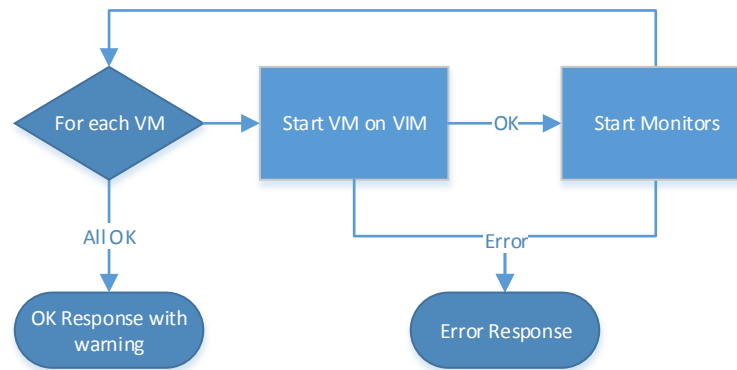 For each VM
Start VM on VIM
OK
Start Monitors
All OK
Error
OK Response with
warning
Error Response